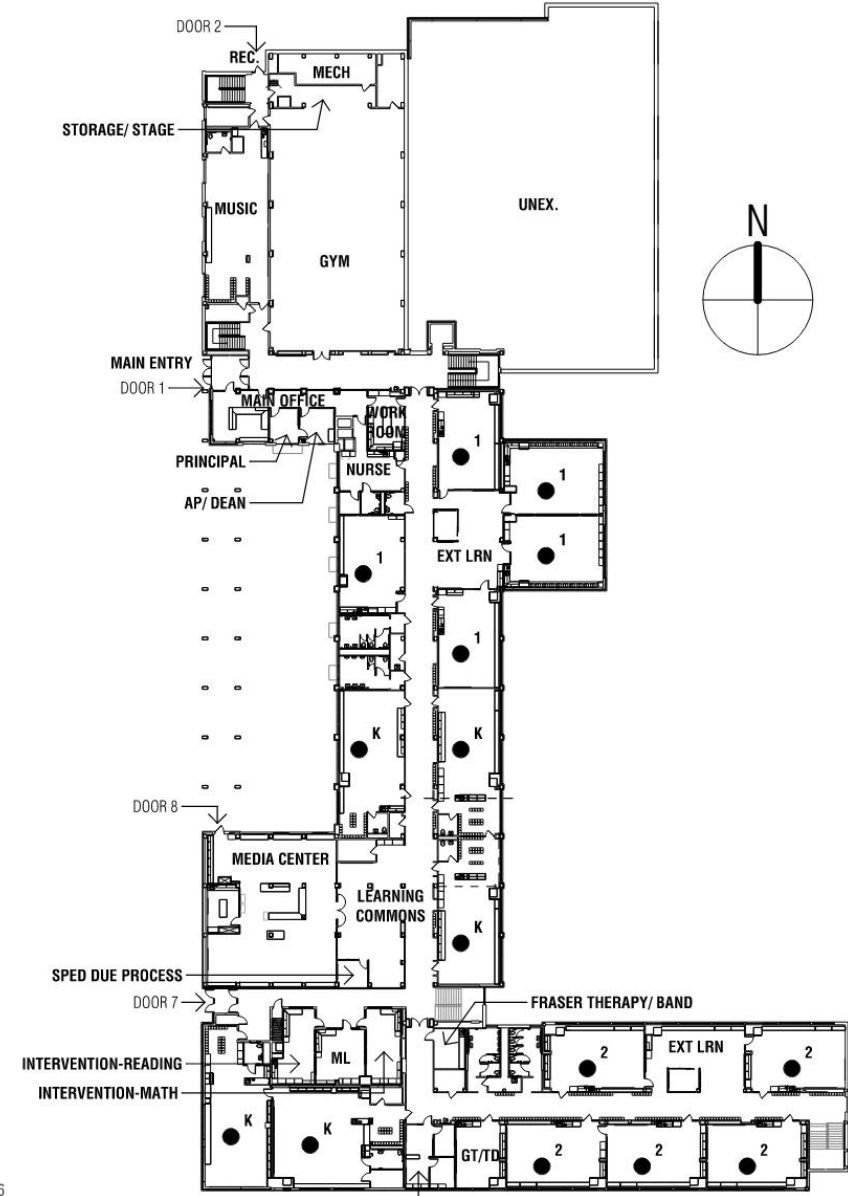 DOOR 2
REC.
MECH
STORAGE/ STAGE
MUSIC
UNEX.
N
GYM
MAIN ENTRY
DOOR 1
MAIN OFFICE
WORK
ROOM
1
PRINCIPAL
NURSE
1
AP/ DEAN
1
EXT LRN
1
1
K
K
DOOR 8
MEDIA CENTER
LEARNING
COMMONS
K
SPED DUE PROCESS
DOOR 7
FRASER THERAPY/ BAND
INTERVENTION-READING
ML
2
EXT LRN
2
INTERVENTION-MATH
K
K
GT/TD
2
2
2
6